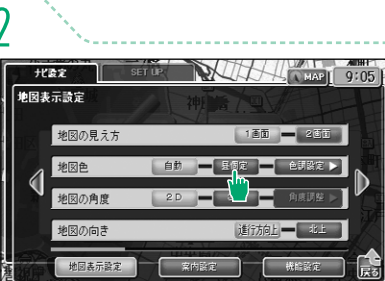 2
ナビ設定 SET UP MAP 9:05
地図表示設定
地図の見え方 1画面 2画面
地図色 自動 昼固定 色調設定 ▶
地図の角度 2D 角度調整 ▶
地図の向き 進行方向上 北上
地図表示設定 案内設定 機能設定 戻る